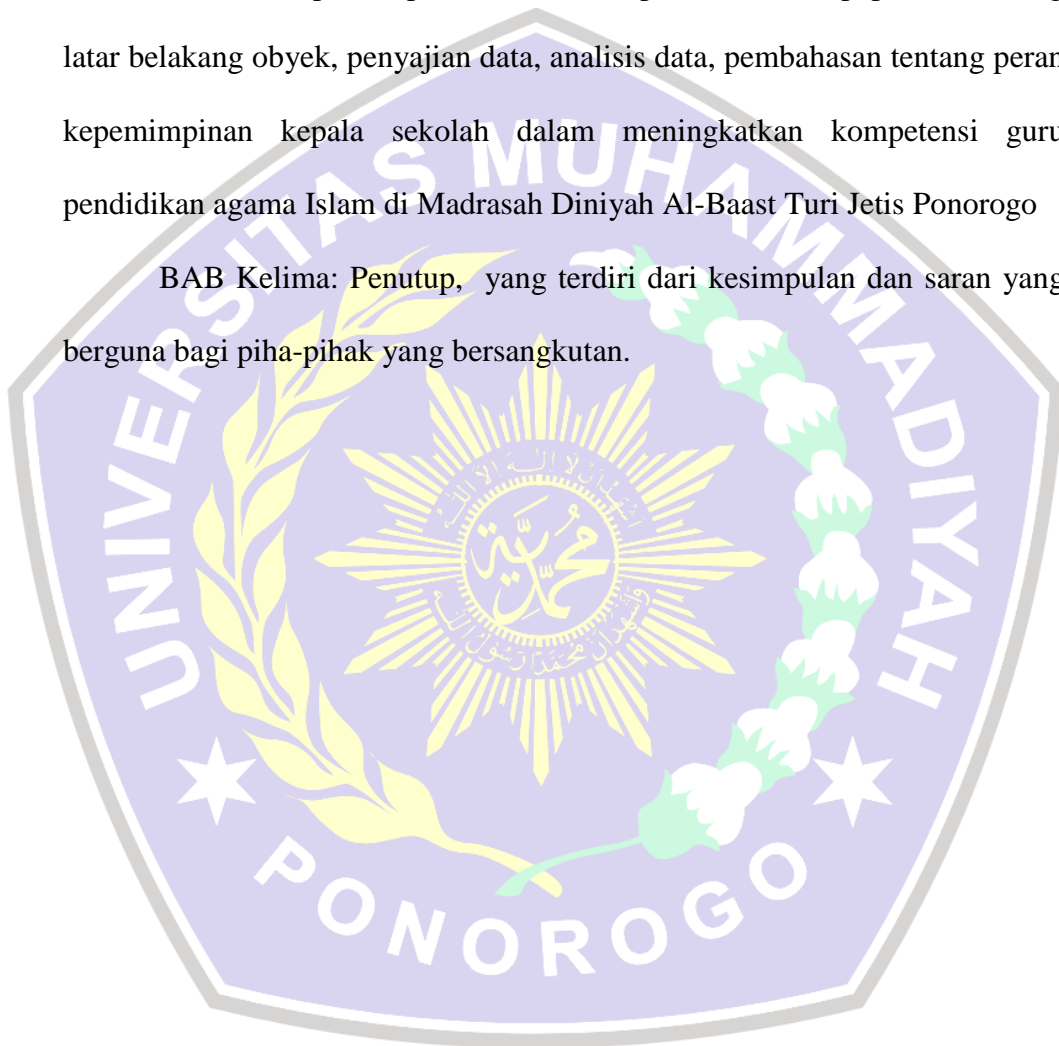 latar belakang obyek, penyajian data, analisis data, pembahasan tentang peran
kepemimpinan kepala sekolah dalam meningkatkan kompetensi guru
pendidikan agama Islam di Madrasah Diniyah Al-Baast Turi Jetis Ponorogo
BAB Kelima: Penutup, yang terdiri dari kesimpulan dan saran yang
berguna bagi piha-pihak yang bersangkutan.
UNIVERSITAS MUHAMMADIYAH
PONOROGO
محمدية